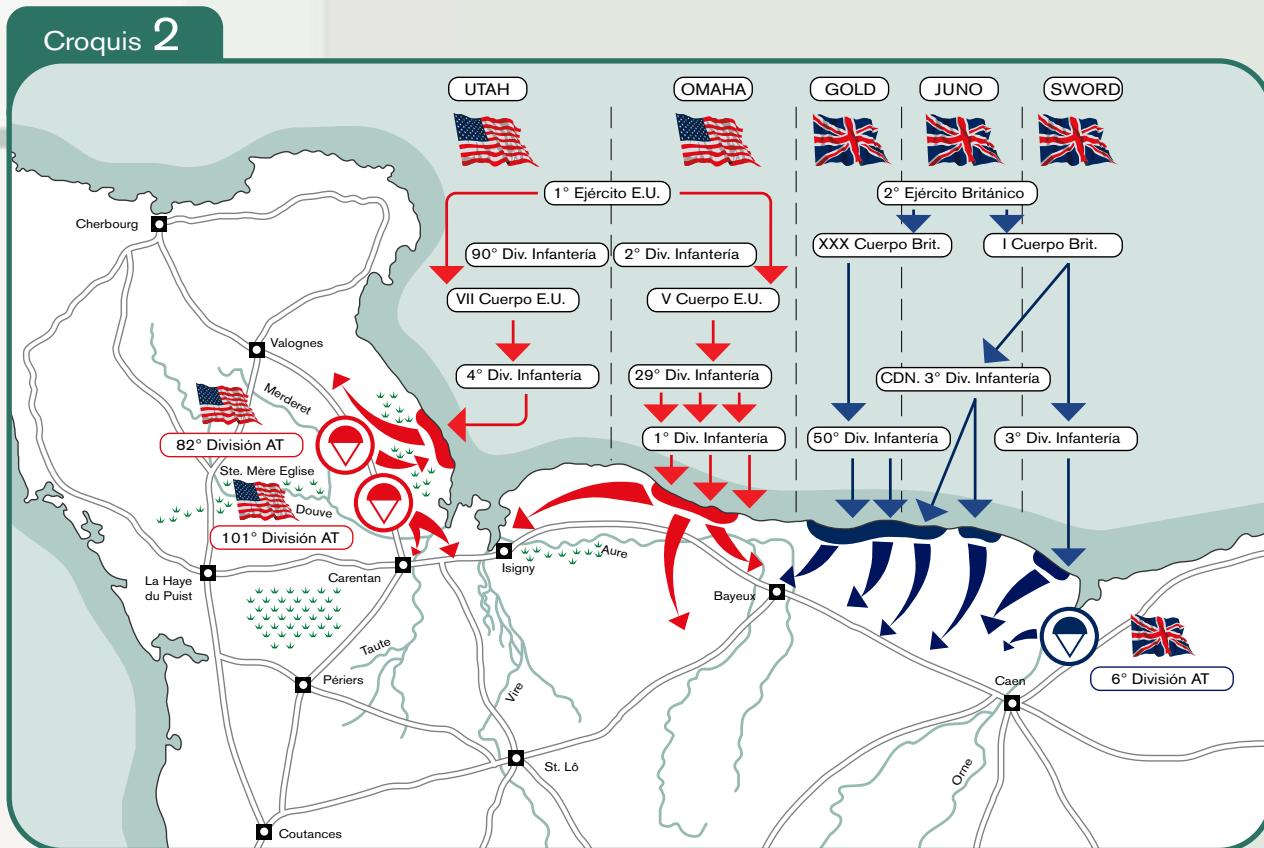 Croquis 2
UTAH
OMAHA
GOLD
JUNO
SWORD
1° Ejército E.U.
2° Ejército Británico
90° Div. Infantería
2° Div. Infantería
XXX Cuerpo Brit.
I Cuerpo Brit.
VII Cuerpo E.U.
V Cuerpo E.U.
4° Div. Infantería
29° Div. Infantería
CDN. 3° Div. Infantería
1° Div. Infantería
50° Div. Infantería
3° Div. Infantería
Cherbourg
Valognes
Merderet
82° División AT
Ste. Mère Eglise
Douve
101° División AT
La Haye
du Puist
Carentan
Isigny
Aure
Bayeux
Taute
Périers
Vire
St. Lô
Coutances
Caen
Orne
6° División AT